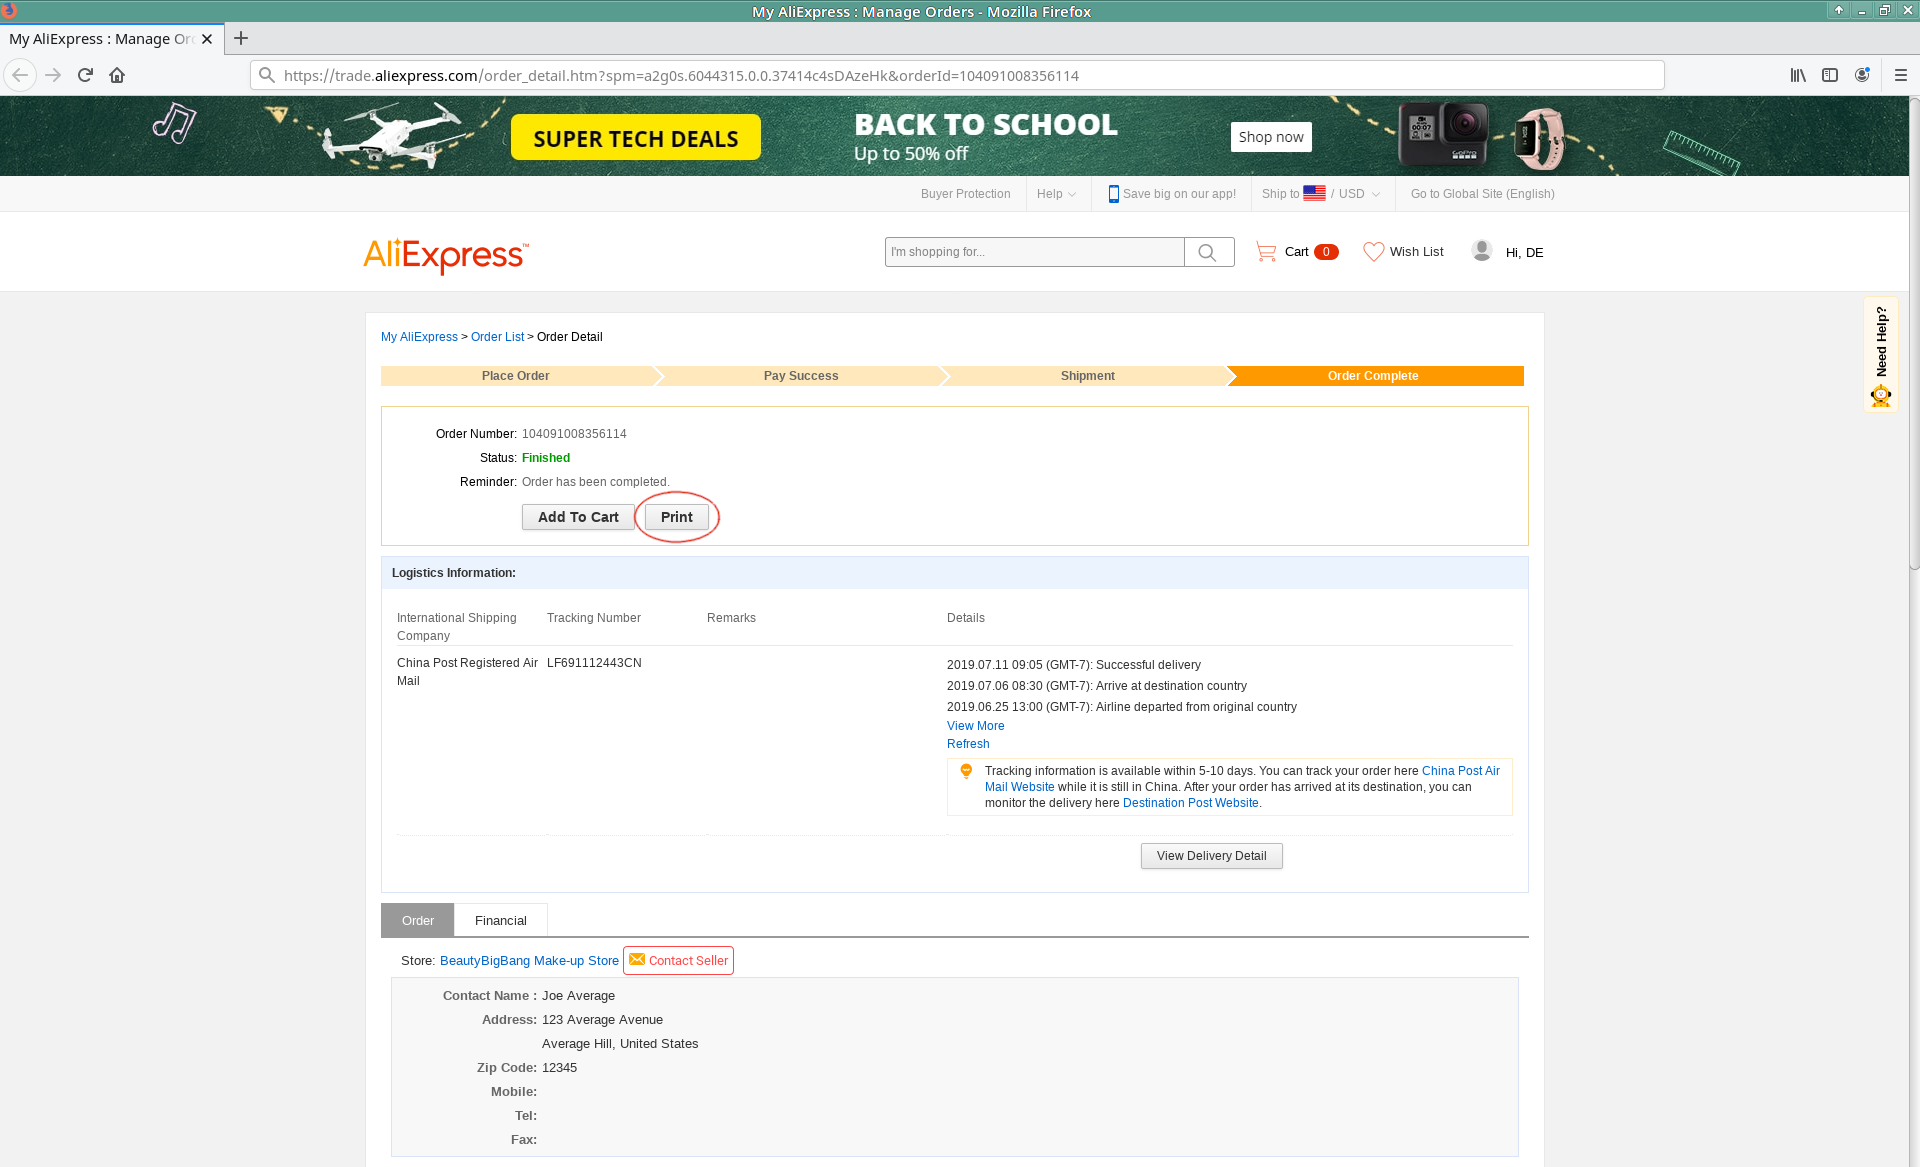 My AliExpress : Manage Orders - Mozilla Firefox
My AliExpress : Manage Or
https://trade.aliexpress.com/order_detail.htm?spm=a2g0s.6044315.0.0.37414c4sDAzeHk&orderId=104091008356114
SUPER TECH DEALS
BACK TO SCHOOL
Up to 50% off
Shop now
GoPro
Buyer Protection
Help
Save big on our app!
Ship to / USD
Go to Global Site (English)
AliExpress™
I'm shopping for...
Cart 0
Wish List
Hi, DE
Need Help?
My AliExpress > Order List > Order Detail
Place Order
Pay Success
Shipment
Order Complete
Order Number: 104091008356114
Status: Finished
Reminder: Order has been completed.
Add To Cart
Print
Logistics Information:
International Shipping Company
Tracking Number
Remarks
Details
China Post Registered Air Mail
LF691112443CN
2019.07.11 09:05 (GMT-7): Successful delivery
2019.07.06 08:30 (GMT-7): Arrive at destination country
2019.06.25 13:00 (GMT-7): Airline departed from original country
View More
Refresh
Tracking information is available within 5-10 days. You can track your order here China Post Air
Mail Website while it is still in China. After your order has arrived at its destination, you can
monitor the delivery here Destination Post Website.
View Delivery Detail
Order
Financial
Store: BeautyBigBang Make-up Store
Contact Seller
Contact Name : Joe Average
Address: 123 Average Avenue
Average Hill, United States
Zip Code: 12345
Mobile:
Tel:
Fax: